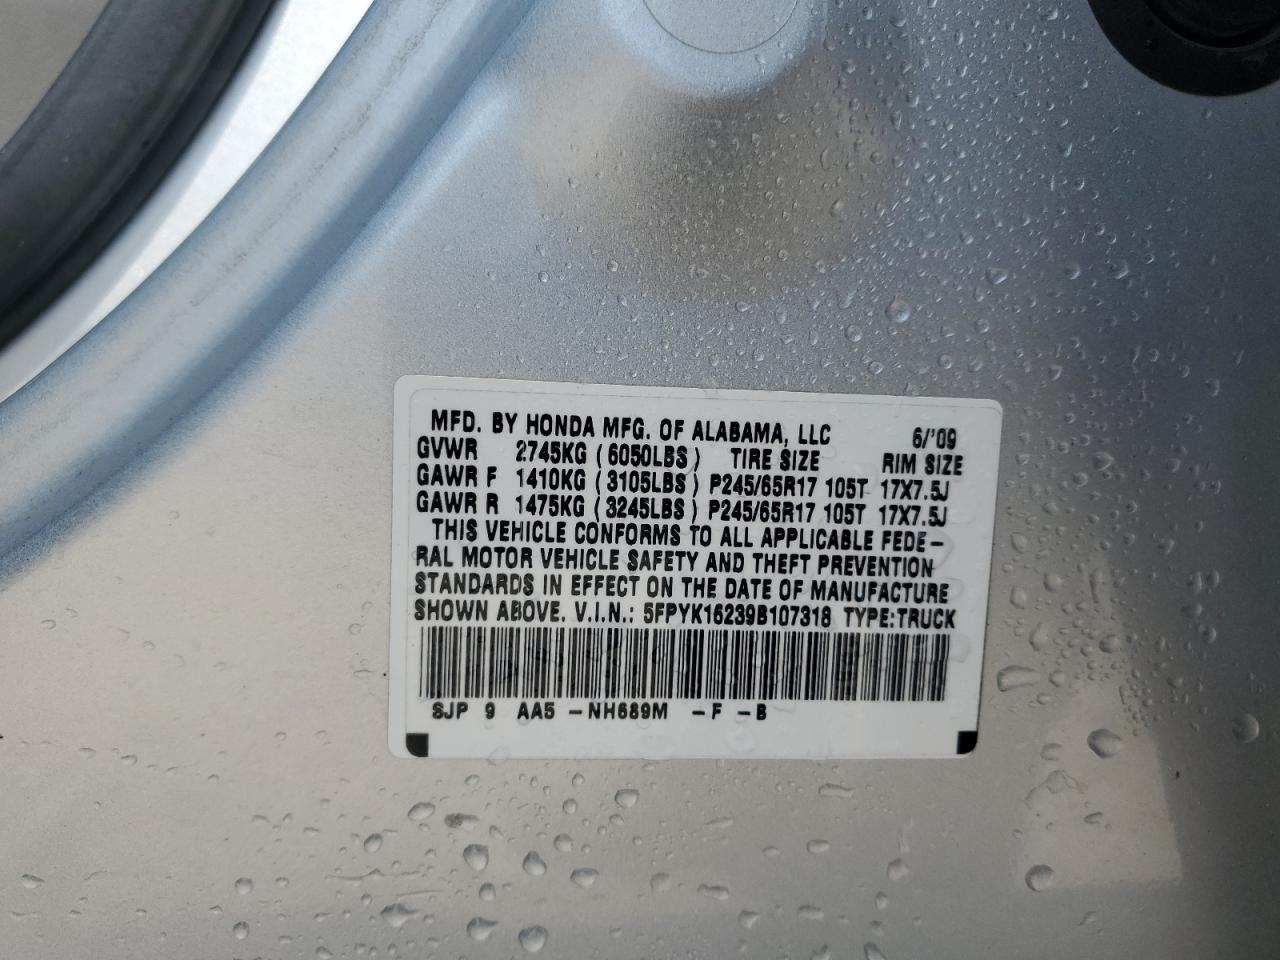 MFD. BY HONDA MFG. OF ALABAMA, LLC 6/'09
GVWR 2745KG (6050LBS) TIRE SIZE RIM SIZE
GAWR F 1410KG (3105LBS) P245/65R17 105T 17X7.5J
GAWR R 1475KG (3245LBS) P245/65R17 105T 17X7.5J
THIS VEHICLE CONFORMS TO ALL APPLICABLE FEDE-
RAL MOTOR VEHICLE SAFETY AND THEFT PREVENTION
STANDARDS IN EFFECT ON THE DATE OF MANUFACTURE
SHOWN ABOVE. V.I.N.: 5FPYK16239B107318 TYPE:TRUCK
SJP 9 AA5 -NH689M -F -B